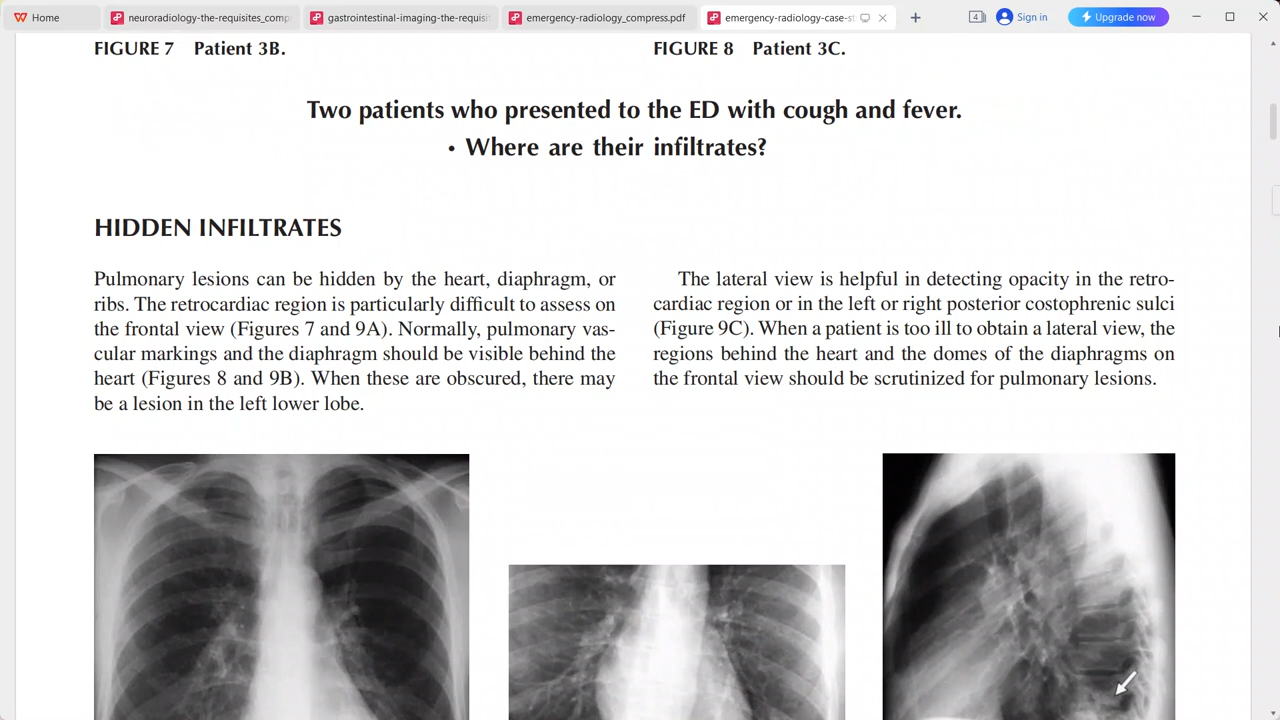 Home
neuroradiology-the-requisites_comp
gastrointestinal-imaging-the-requisit
emergency-radiology_compress.pdf
emergency-radiology-case-st
4
Sign in
Upgrade now
FIGURE 7 Patient 3B.
FIGURE 8 Patient 3C.
Two patients who presented to the ED with cough and fever.
• Where are their infiltrates?
HIDDEN INFILTRATES
Pulmonary lesions can be hidden by the heart, diaphragm, or
ribs. The retrocardiac region is particularly difficult to assess on
the frontal view (Figures 7 and 9A). Normally, pulmonary vas-
cular markings and the diaphragm should be visible behind the
heart (Figures 8 and 9B). When these are obscured, there may
be a lesion in the left lower lobe.
The lateral view is helpful in detecting opacity in the retro-
cardiac region or in the left or right posterior costophrenic sulci
(Figure 9C). When a patient is too ill to obtain a lateral view, the
regions behind the heart and the domes of the diaphragms on
the frontal view should be scrutinized for pulmonary lesions.